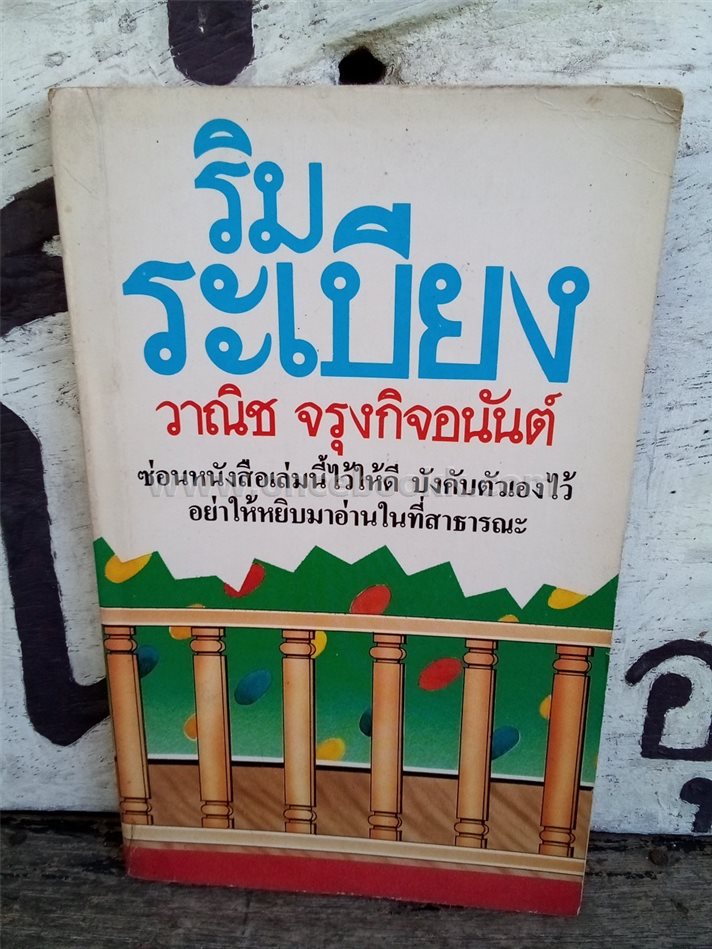 ริม
ระเบียง
วาณิช จรุงกิจอนันต์
ซ่อนหนังสือเล่มนี้ไว้ให้ดี บังคับตัวเองไว้
อย่าให้หยิบมาอ่านในที่สาธารณะ